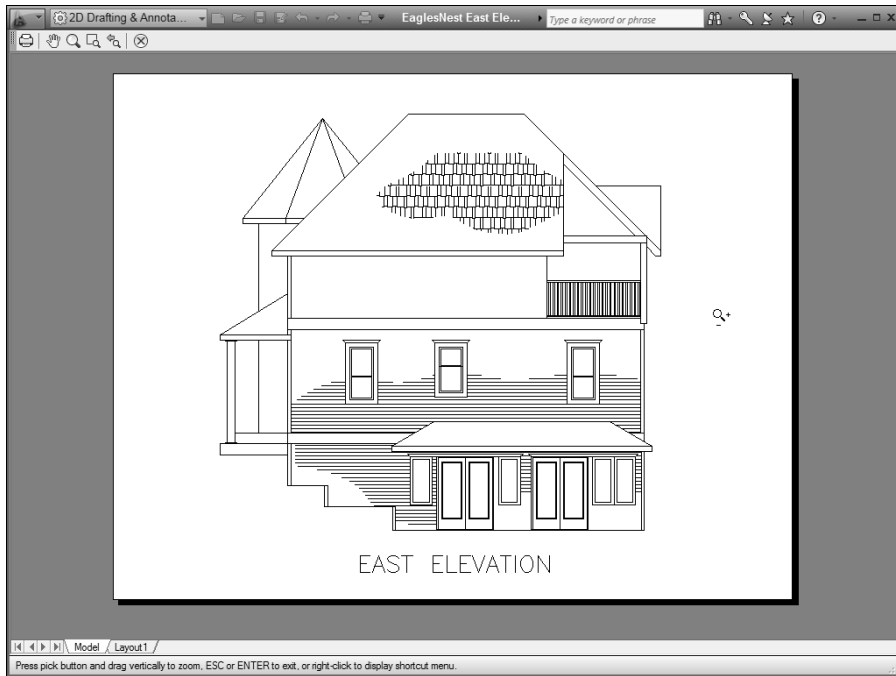 2D Drafting & Annota... EaglesNest East Ele... Type a keyword or phrase
EAST ELEVATION
Model Layout1
Press pick button and drag vertically to zoom, ESC or ENTER to exit, or right-click to display shortcut menu.